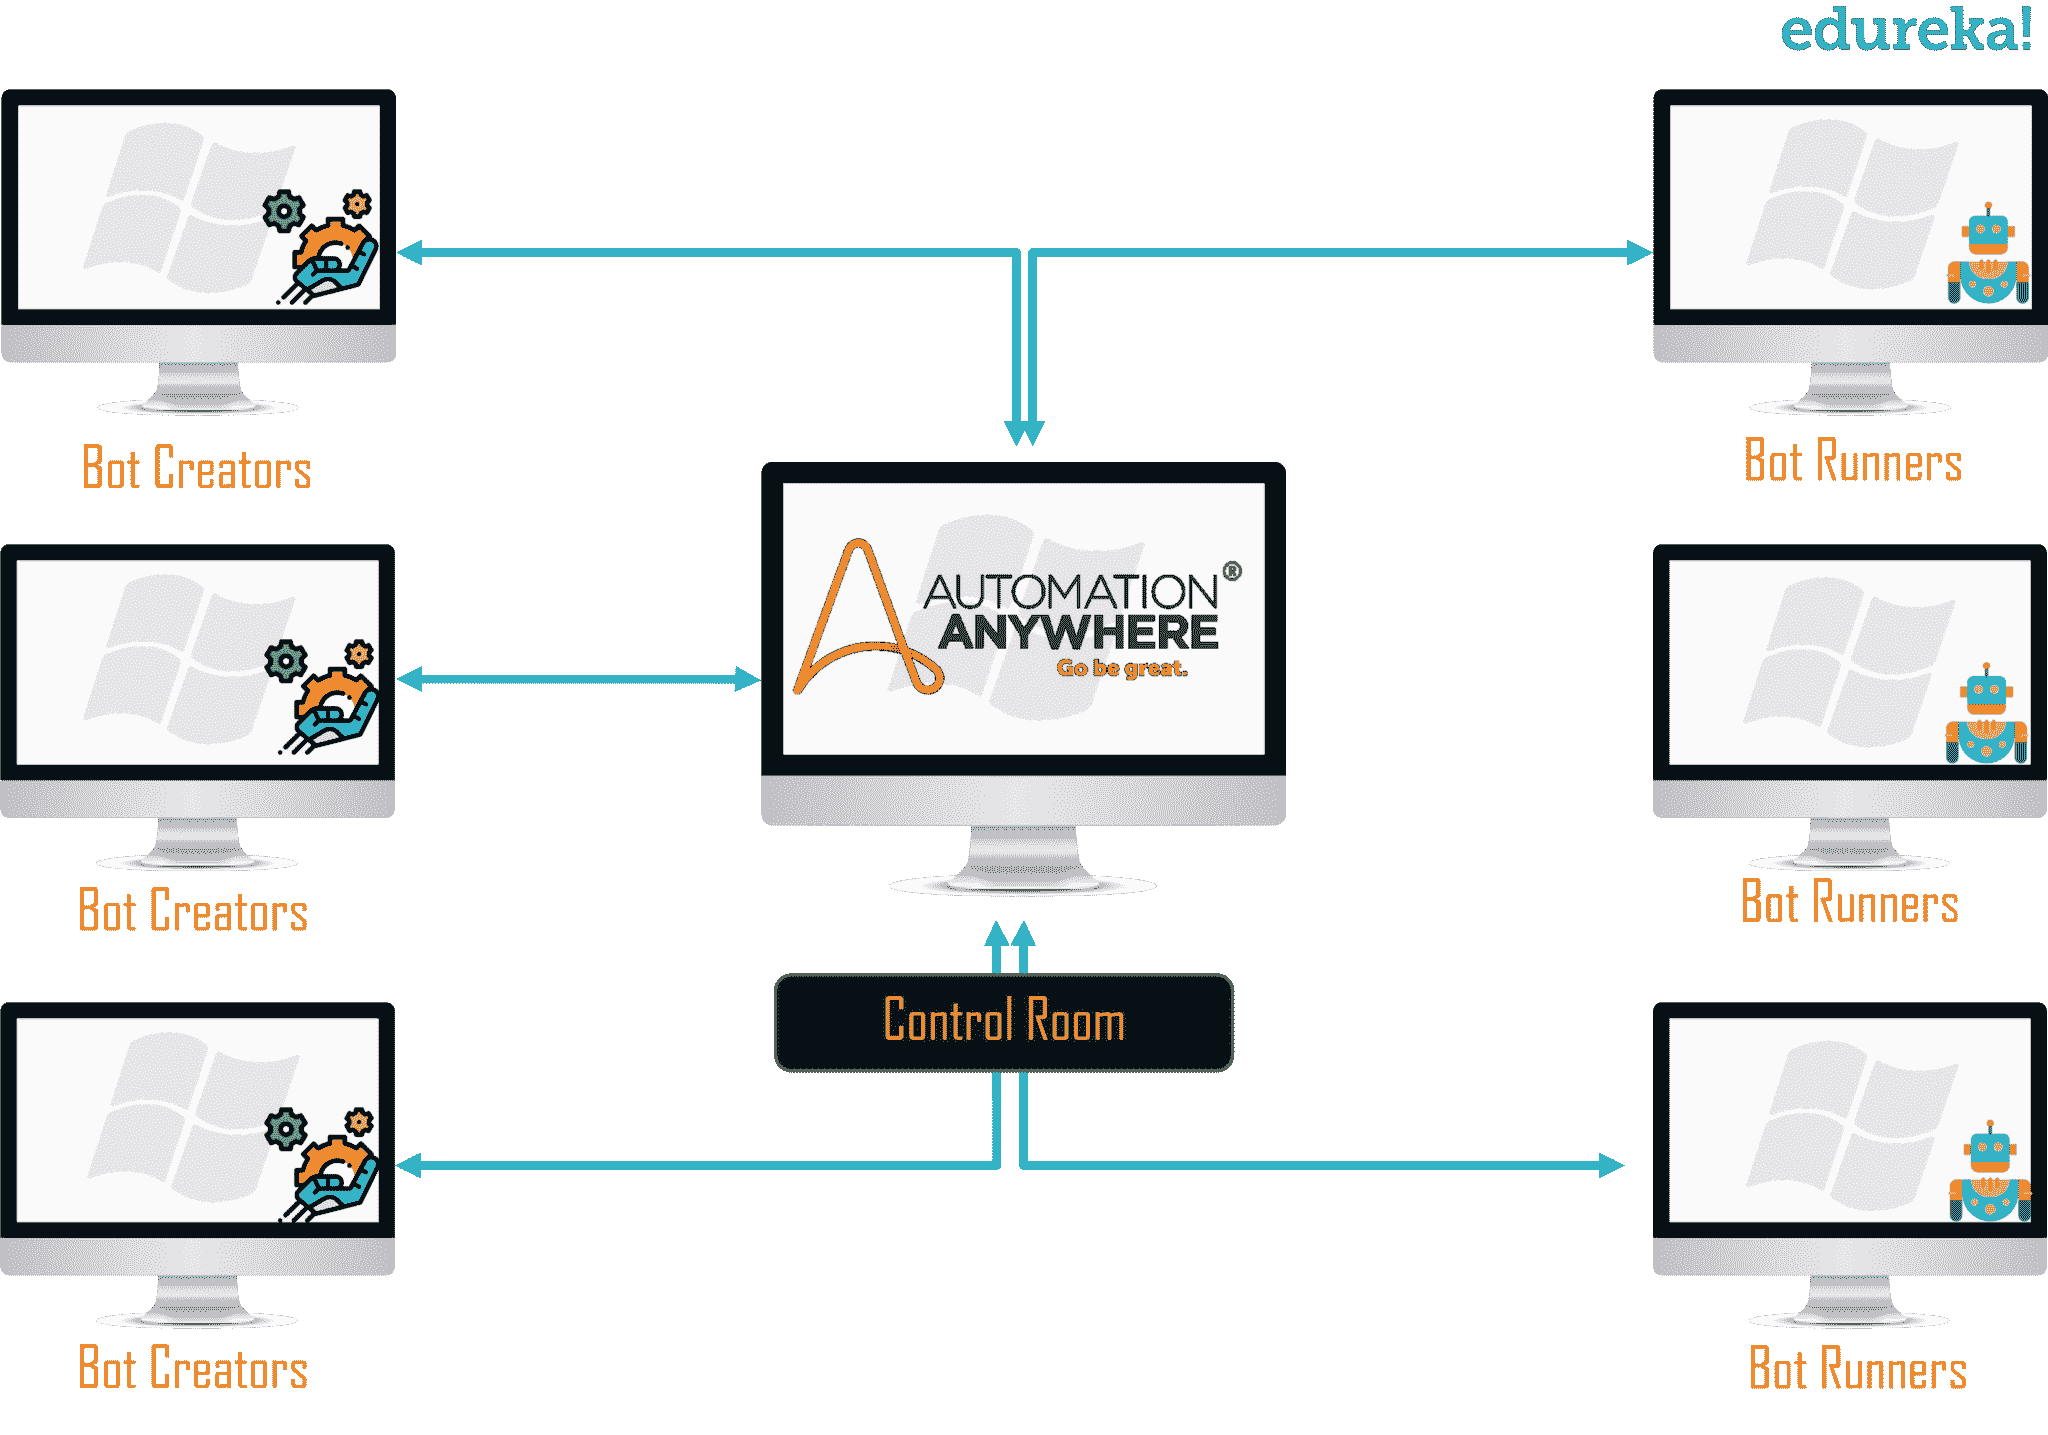 edureka!
Bot Creators
Bot Runners
AUTOMATION®
ANYWHERE
Go be great.
Bot Creators
Bot Runners
Control Room
Bot Creators
Bot Runners